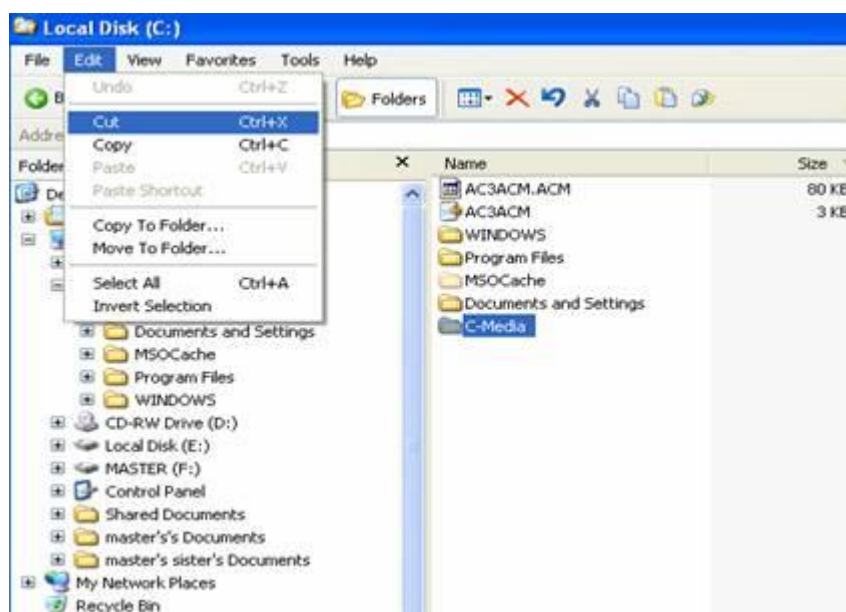 Local Disk (C:)
File Edit View Favorites Tools Help
Folders
Undo Ctrl+Z
Cut Ctrl+X
Copy Ctrl+C
Paste Ctrl+V
Paste Shortcut
Copy To Folder...
Move To Folder...
Select All Ctrl+A
Invert Selection
Documents and Settings
MSOCache
Program Files
WINDOWS
CD-RW Drive (D:)
Local Disk (E:)
MASTER (F:)
Control Panel
Shared Documents
master's's Documents
master's sister's Documents
My Network Places
Recycle Bin
Name Size
AC3ACM.ACM 80 KB
AC3ACM 3 KB
WINDOWS
Program Files
MSOCache
Documents and Settings
C-Media